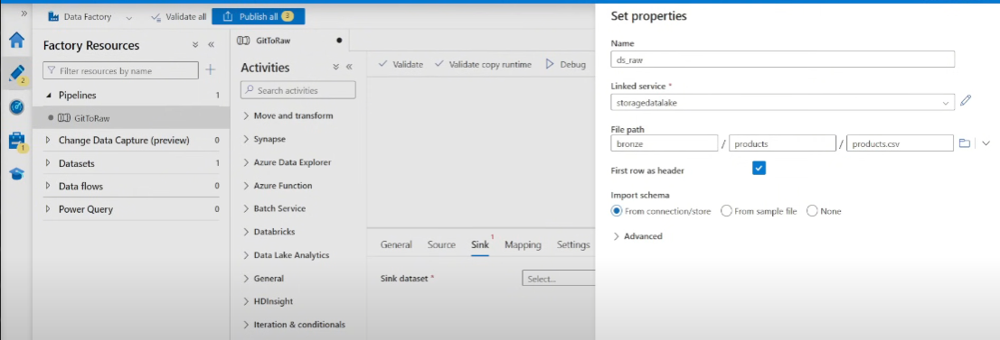 Data Factory
Validate all
Publish all 3
Factory Resources
Filter resources by name
Pipelines 1
GitToRaw
Change Data Capture (preview) 0
Datasets 1
Data flows 0
Power Query 0
2
1
GitToRaw
Activities
Search activities
Move and transform
Synapse
Azure Data Explorer
Azure Function
Batch Service
Databricks
Data Lake Analytics
General
HDInsight
Iteration & conditionals
Validate Validate copy runtime Debug
General Source Sink 1 Mapping Settings
Sink dataset * Select...
Set properties
Name
ds_raw
Linked service *
storagedatalake
File path
bronze / products / products.csv
First row as header
Import schema
From connection/store From sample file None
Advanced